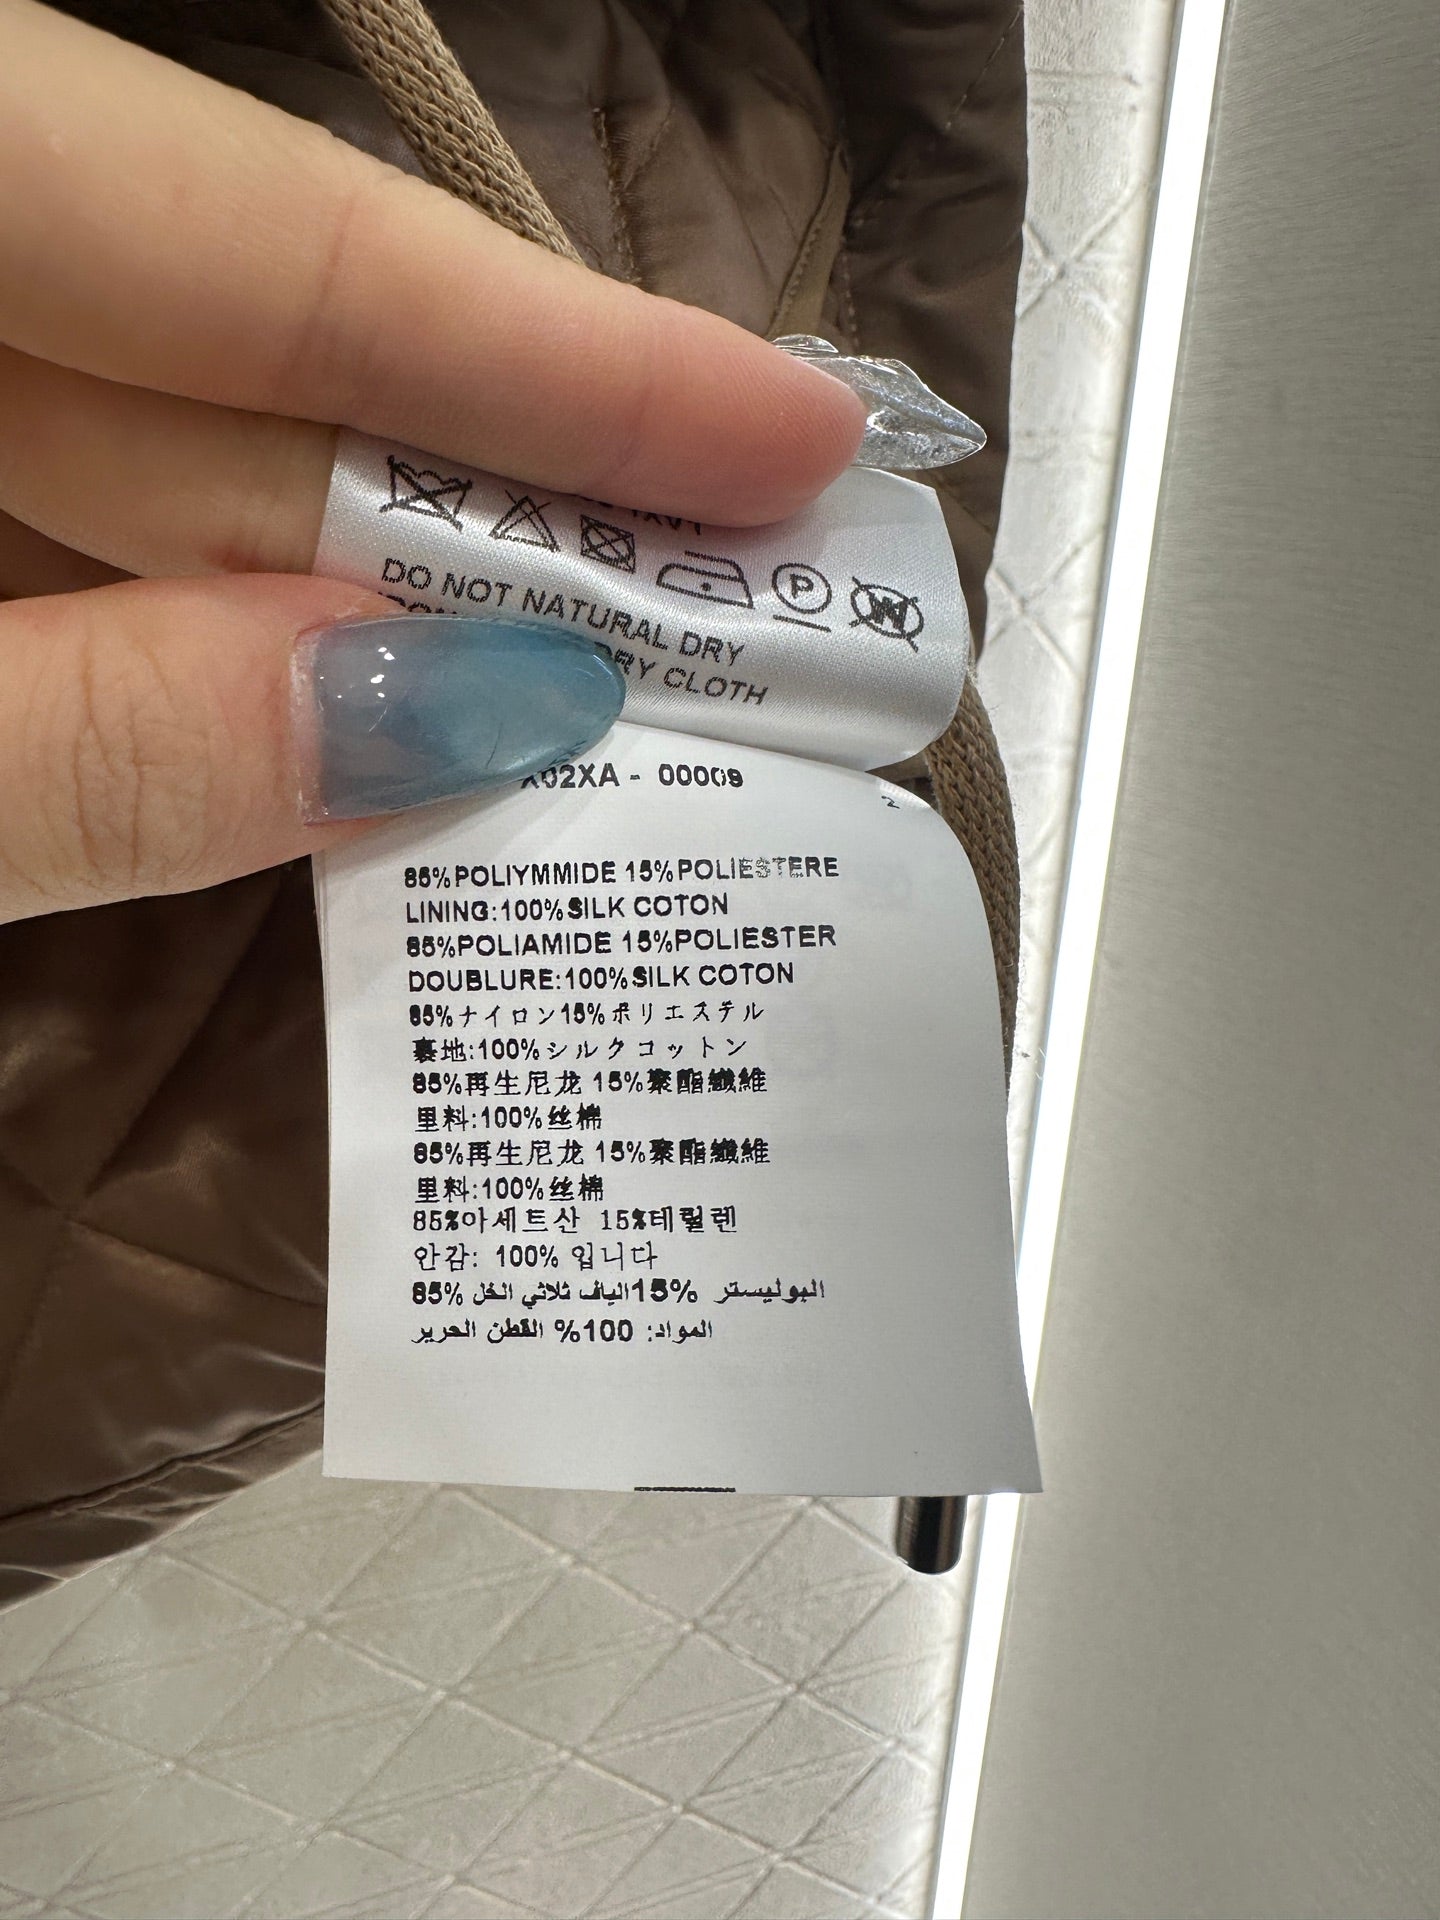 DO NOT NATURAL DRY
DRY CLOTH
X02XA - 00009
2
85%POLIYMMIDE 15%POLIESTERE
LINING:100%SILK COTON
85%POLIAMIDE 15%POLIESTER
DOUBLURE:100%SILK COTON
85%ナイロン15%ポリエステル
裏地:100%シルクコットン
85%再生尼龙 15%聚酯纖維
里料:100%丝棉
85%再生尼龙 15%聚酯纖維
里料:100%丝棉
85%아세트산 15%테릴렌
안감: 100% 입니다
85% الياف ثلاثي الخل 15% البوليستر
المواد: 100% القطن الحرير
P
W